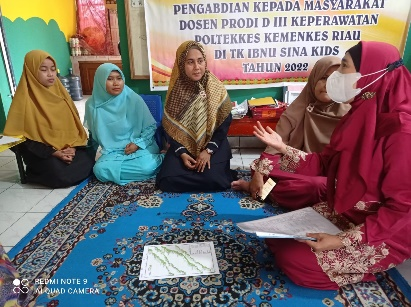 PENGABDIAN KEPADA MASYARAKAT
DOSEN PRODI D III KEPERAWATAN
POLTEKKES KEMENKES RIAU
DI TK IBNU SINA KIDS
TAHUN 2022
REDMI NOTE 9
AI QUAD CAMERA